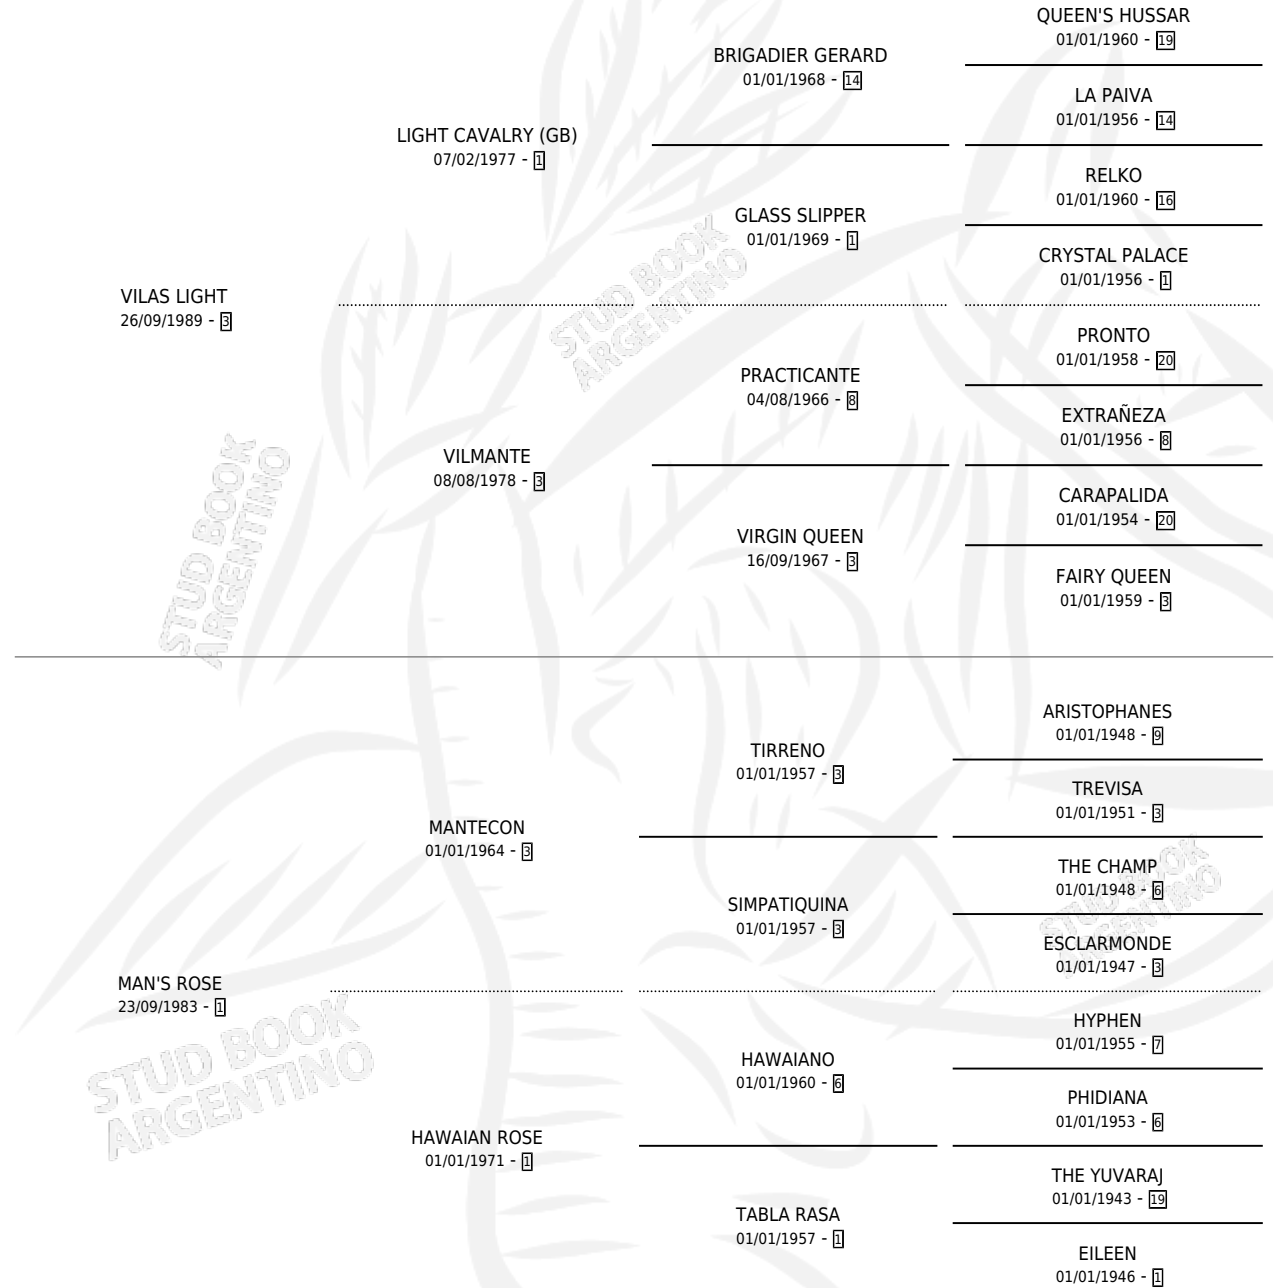 QUEEN'S HUSSAR
01/01/1960 - 19
BRIGADIER GERARD
01/01/1968 - 14
LA PAIVA
01/01/1956 - 14
LIGHT CAVALRY (GB)
07/02/1977 - 1
RELKO
01/01/1960 - 16
GLASS SLIPPER
01/01/1969 - 1
CRYSTAL PALACE
01/01/1956 - 1
STUD BOOK
ARGENTINO
VILAS LIGHT
26/09/1989 - 3
PRONTO
01/01/1958 - 20
PRACTICANTE
04/08/1966 - 8
EXTRAÑEZA
01/01/1956 - 8
VILMANTE
08/08/1978 - 3
CARAPALIDA
01/01/1954 - 20
VIRGIN QUEEN
16/09/1967 - 3
FAIRY QUEEN
01/01/1959 - 3
STUD BOOK
ARGENTINO
ARISTOPHANES
01/01/1948 - 9
TIRRENO
01/01/1957 - 3
TREVISA
01/01/1951 - 3
MANTECON
01/01/1964 - 3
THE CHAMP
01/01/1948 - 6
SIMPATIQUINA
01/01/1957 - 3
ESCLARMONDE
01/01/1947 - 3
STUD BOOK
ARGENTINO
MAN'S ROSE
23/09/1983 - 1
HYPHEN
01/01/1955 - 7
HAWAIANO
01/01/1960 - 6
PHIDIANA
01/01/1953 - 6
STUD BOOK
ARGENTINO
HAWAIAN ROSE
01/01/1971 - 1
THE YUVARAJ
01/01/1943 - 19
TABLA RASA
01/01/1957 - 1
EILEEN
01/01/1946 - 1